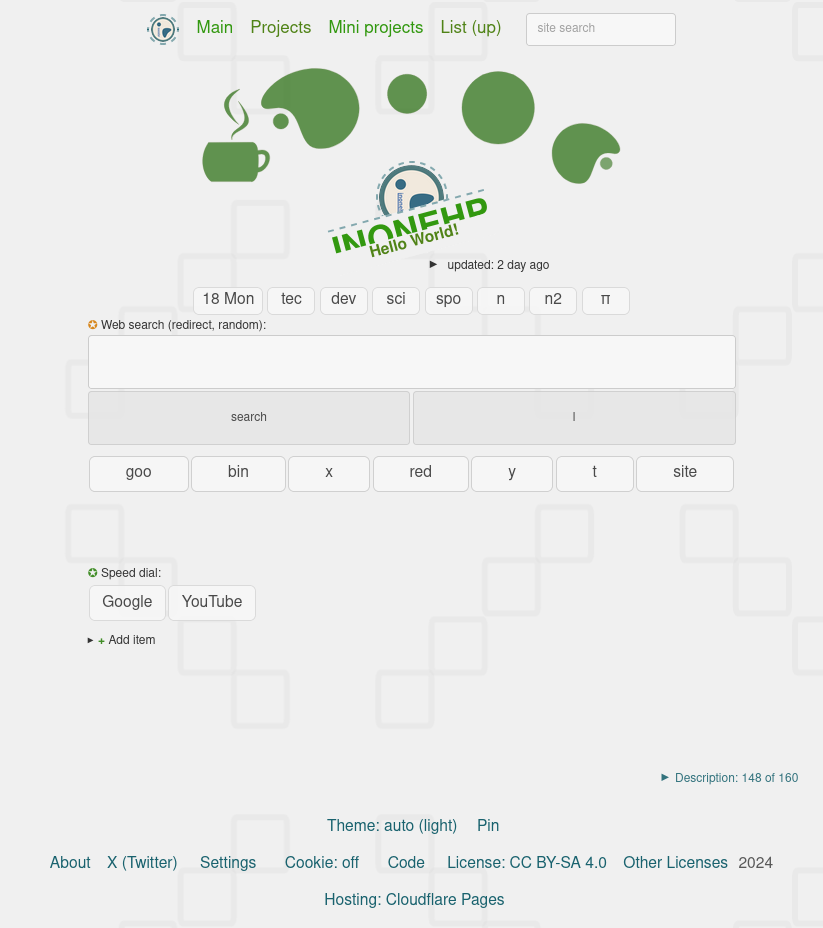 Main Projects Mini projects List (up) site search
INONEHP
Hello World!
► updated: 2 day ago
18 Mon tec dev sci spo n n2 π
✪ Web search (redirect, random):
search l
goo bin x red y t site
✪ Speed dial:
Google YouTube
► + Add item
► Description: 148 of 160
Theme: auto (light) Pin
About X (Twitter) Settings Cookie: off Code License: CC BY-SA 4.0 Other Licenses 2024
Hosting: Cloudflare Pages